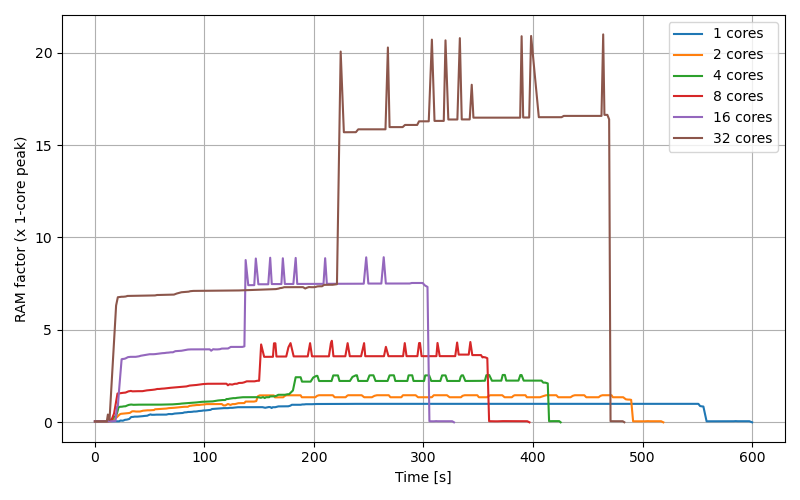 1 cores
2 cores
4 cores
8 cores
16 cores
32 cores
RAM factor (x 1-core peak)
20
15
10
5
0
0 100 200 300 400 500 600
Time [s]